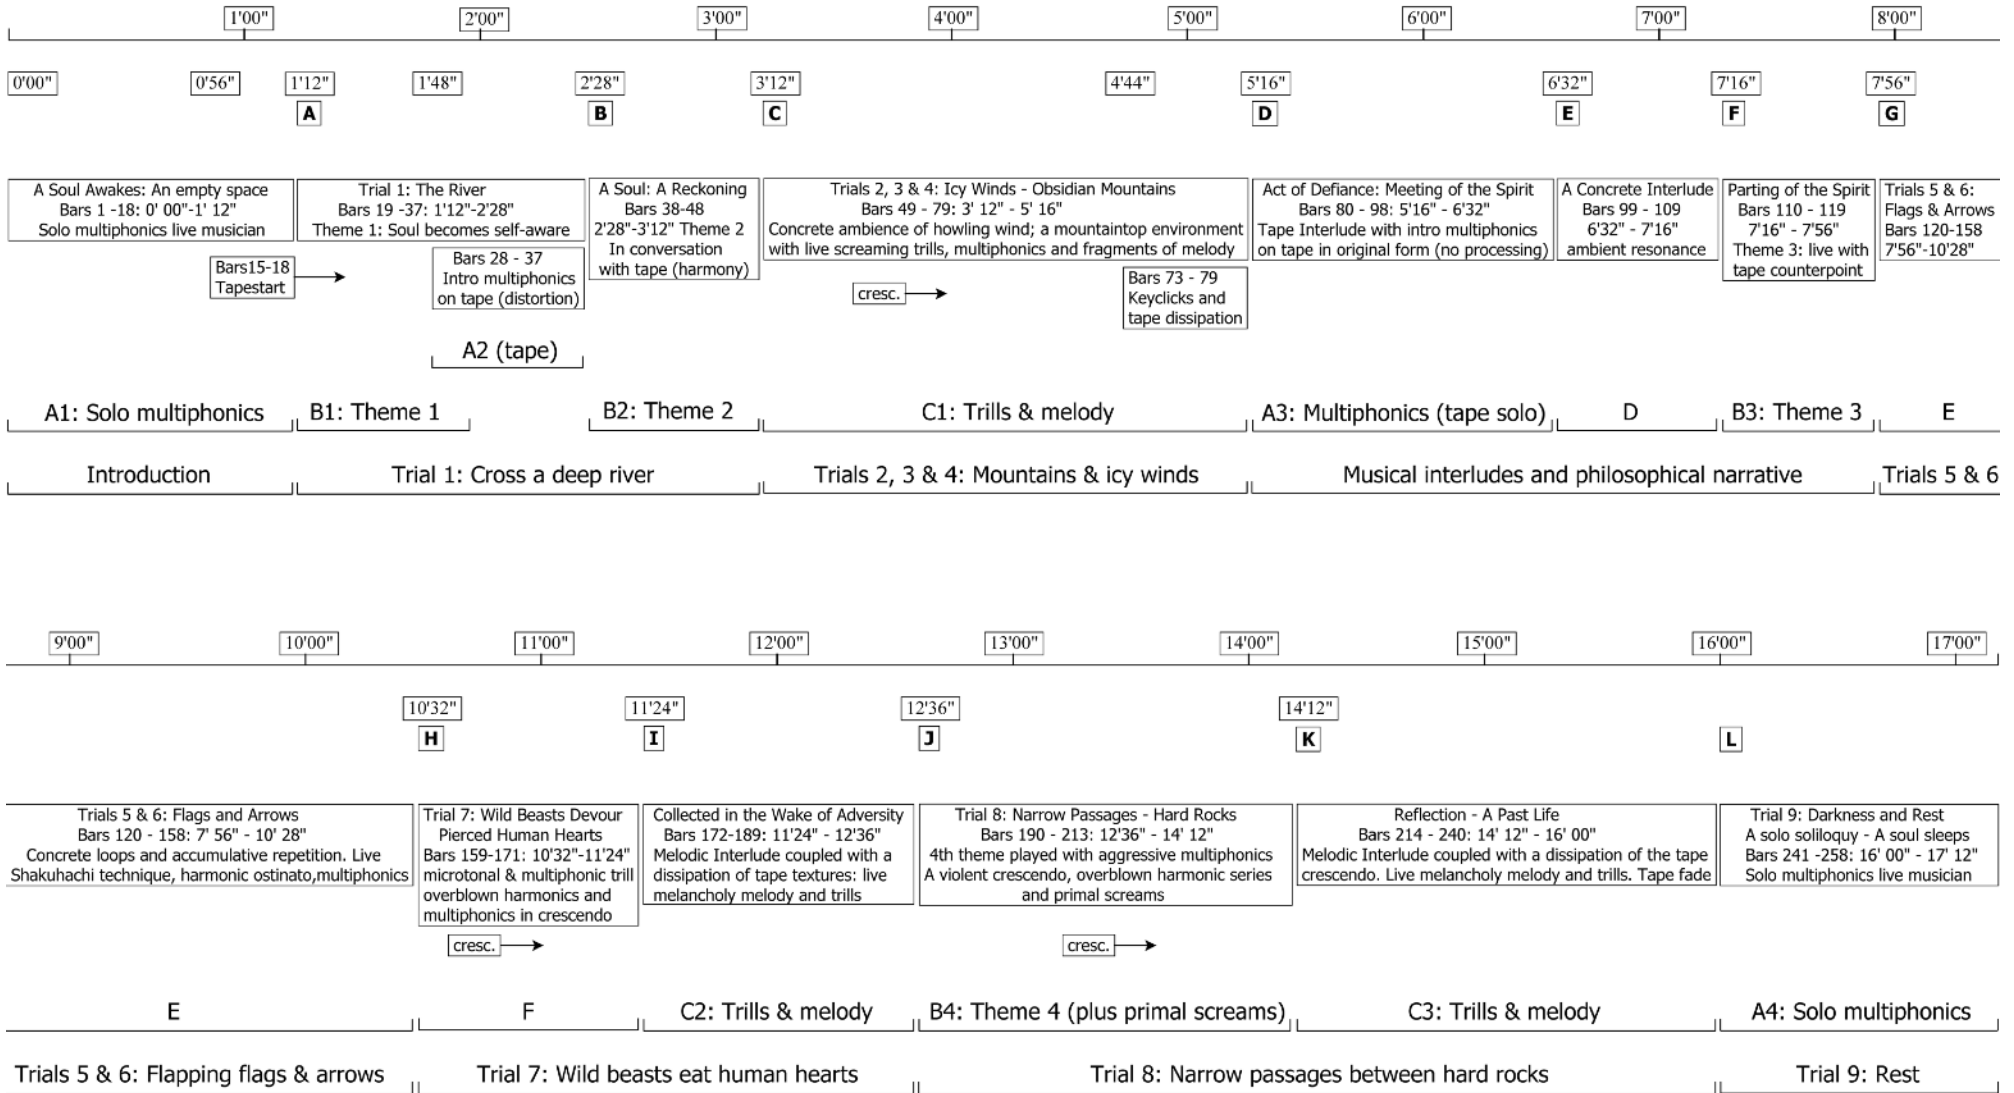 1'00"
2'00"
3'00"
4'00"
5'00"
6'00"
7'00"
8'00"
0'00"
0'56"
1'12"
1'48"
2'28"
3'12"
4'44"
5'16"
6'32"
7'16"
7'56"
A
B
C
D
E
F
G
A Soul Awakes: An empty space
Bars 1 -18: 0' 00"-1' 12"
Solo multiphonics live musician
Bars15-18
Tapestart
Trial 1: The River
Bars 19 -37: 1'12"-2'28"
Theme 1: Soul becomes self-aware
Bars 28 - 37
Intro multiphonics
on tape (distortion)
A Soul: A Reckoning
Bars 38-48
2'28"-3'12" Theme 2
In conversation
with tape (harmony)
Trials 2, 3 & 4: Icy Winds - Obsidian Mountains
Bars 49 - 79: 3' 12" - 5' 16"
Concrete ambience of howling wind; a mountaintop environment
with live screaming trills, multiphonics and fragments of melody
cresc.
Bars 73 - 79
Keyclicks and
tape dissipation
Act of Defiance: Meeting of the Spirit
Bars 80 - 98: 5'16" - 6'32"
Tape Interlude with intro multiphonics
on tape in original form (no processing)
A Concrete Interlude
Bars 99 - 109
6'32" - 7'16"
ambient resonance
Parting of the Spirit
Bars 110 - 119
7'16" - 7'56"
Theme 3: live with
tape counterpoint
Trials 5 & 6:
Flags & Arrows
Bars 120-158
7'56"-10'28"
A2 (tape)
A1: Solo multiphonics
B1: Theme 1
B2: Theme 2
C1: Trills & melody
A3: Multiphonics (tape solo)
D
B3: Theme 3
E
Introduction
Trial 1: Cross a deep river
Trials 2, 3 & 4: Mountains & icy winds
Musical interludes and philosophical narrative
Trials 5 & 6
9'00"
10'00"
11'00"
12'00"
13'00"
14'00"
15'00"
16'00"
17'00"
10'32"
11'24"
12'36"
14'12"
H
I
J
K
L
Trials 5 & 6: Flags and Arrows
Bars 120 - 158: 7' 56" - 10' 28"
Concrete loops and accumulative repetition. Live
Shakuhachi technique, harmonic ostinato,multiphonics
Trial 7: Wild Beasts Devour
Pierced Human Hearts
Bars 159-171: 10'32"-11'24"
microtonal & multiphonic trill
overblown harmonics and
multiphonics in crescendo
cresc.
Collected in the Wake of Adversity
Bars 172-189: 11'24" - 12'36"
Melodic Interlude coupled with a
dissipation of tape textures: live
melancholy melody and trills
Trial 8: Narrow Passages - Hard Rocks
Bars 190 - 213: 12'36" - 14' 12"
4th theme played with aggressive multiphonics
A violent crescendo, overblown harmonic series
and primal screams
cresc.
Reflection - A Past Life
Bars 214 - 240: 14' 12" - 16' 00"
Melodic Interlude coupled with a dissipation of the tape
crescendo. Live melancholy melody and trills. Tape fade
Trial 9: Darkness and Rest
A solo soliloquy - A soul sleeps
Bars 241 -258: 16' 00" - 17' 12"
Solo multiphonics live musician
E
F
C2: Trills & melody
B4: Theme 4 (plus primal screams)
C3: Trills & melody
A4: Solo multiphonics
Trials 5 & 6: Flapping flags & arrows
Trial 7: Wild beasts eat human hearts
Trial 8: Narrow passages between hard rocks
Trial 9: Rest